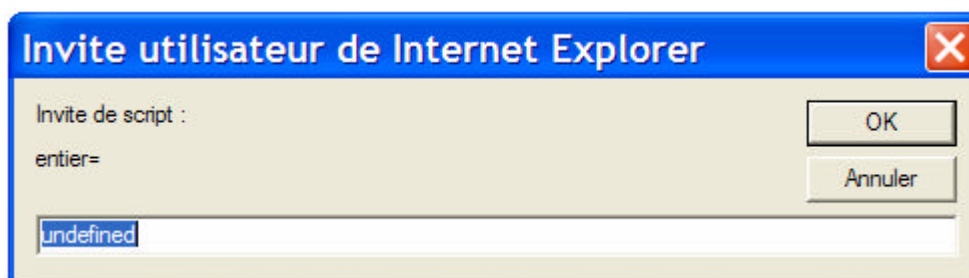 Invite utilisateur de Internet Explorer
Invite de script :
OK
entier=
Annuler
undefined